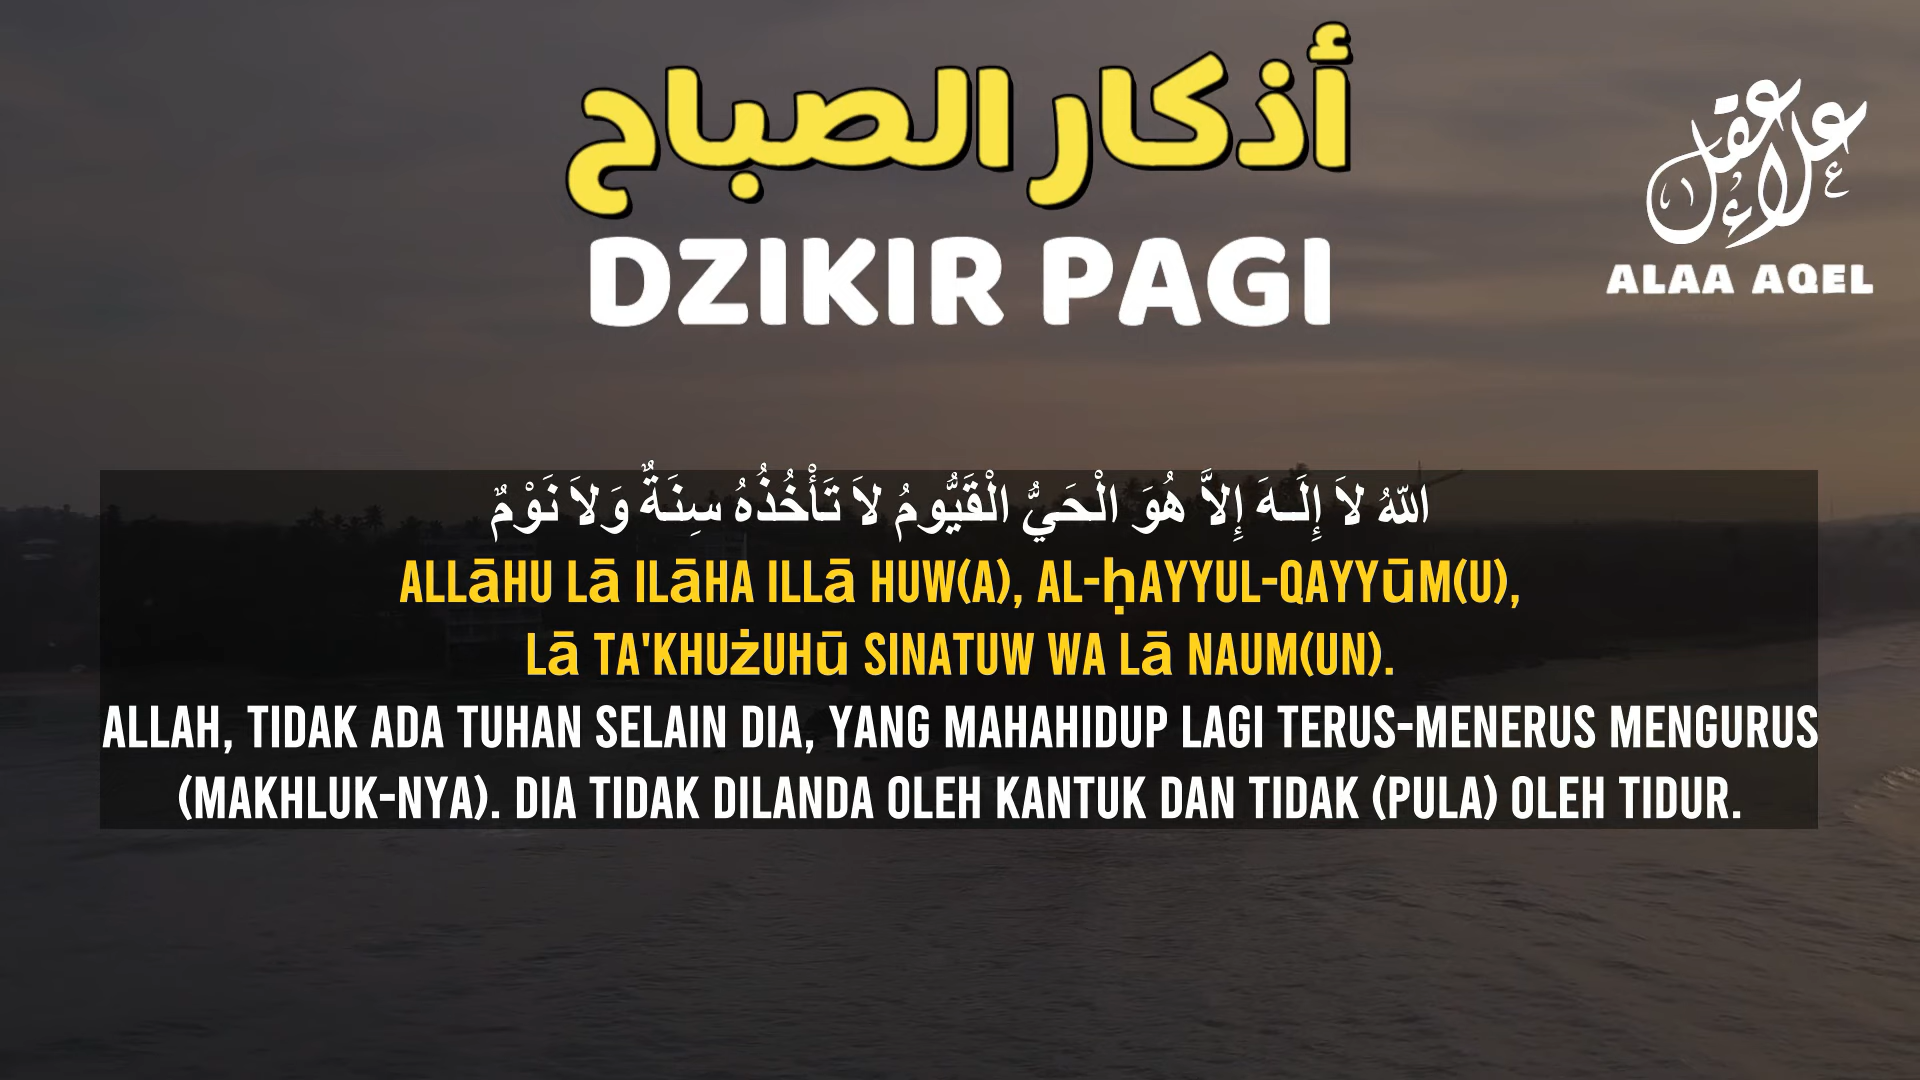 أذكار الصباح
DZIKIR PAGI
علاء عقل
ALAA AQEL
اللّهُ لاَ إِلَـهَ إِلاَّ هُوَ الْحَيُّ الْقَيُّومُ لاَ تَأْخُذُهُ سِنَةٌ وَلاَ نَوْمٌ
ALLāHU Lā ILāHA ILLā HUW(A), AL-ḥAYYUL-QAYYūM(U),
Lā TA'KHUżUHū SINATUW WA Lā NAUM(UN).
ALLAH, TIDAK ADA TUHAN SELAIN DIA, YANG MAHAHIDUP LAGI TERUS-MENERUS MENGURUS
(MAKHLUK-NYA). DIA TIDAK DILANDA OLEH KANTUK DAN TIDAK (PULA) OLEH TIDUR.